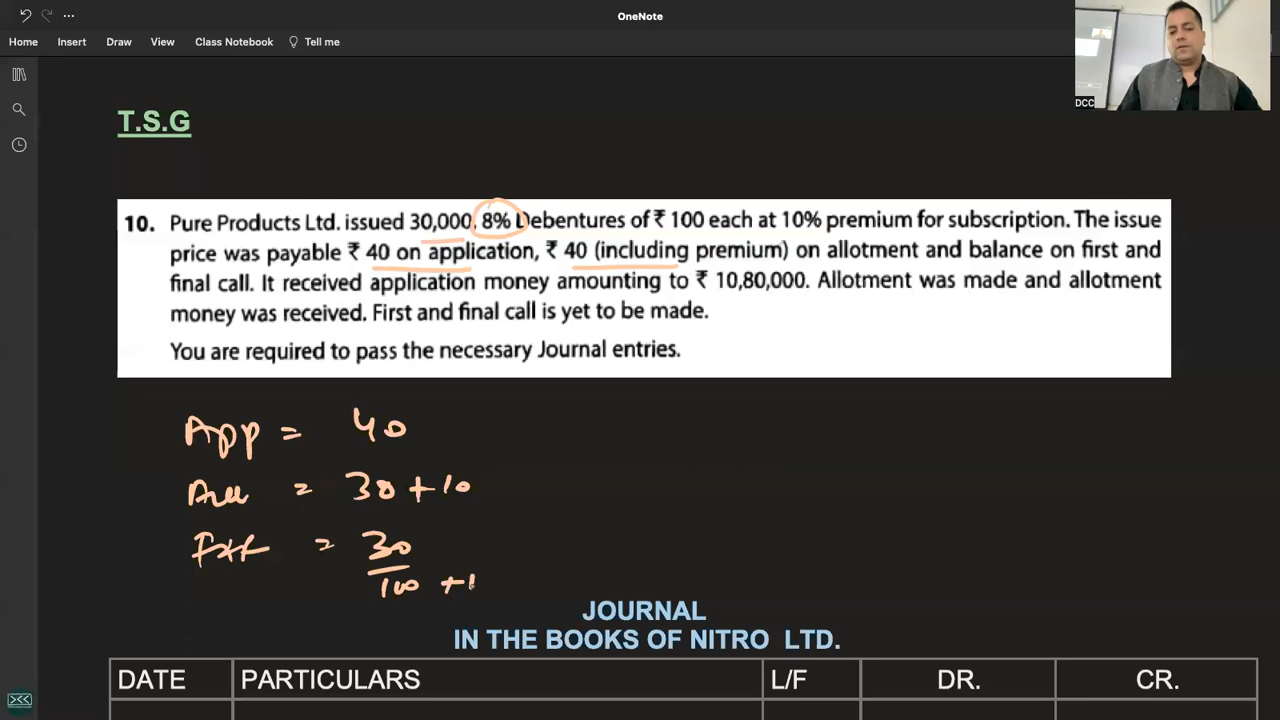 OneNote
Home Insert Draw View Class Notebook Tell me
DCC
T.S.G
10. Pure Products Ltd. issued 30,000, 8% Debentures of ₹ 100 each at 10% premium for subscription. The issue
price was payable ₹ 40 on application, ₹ 40 (including premium) on allotment and balance on first and
final call. It received application money amounting to ₹ 10,80,000. Allotment was made and allotment
money was received. First and final call is yet to be made.
You are required to pass the necessary Journal entries.
App = 40
All = 30 + 10
F&F = 30
100 + 1
JOURNAL
IN THE BOOKS OF NITRO LTD.
DATE PARTICULARS L/F DR. CR.